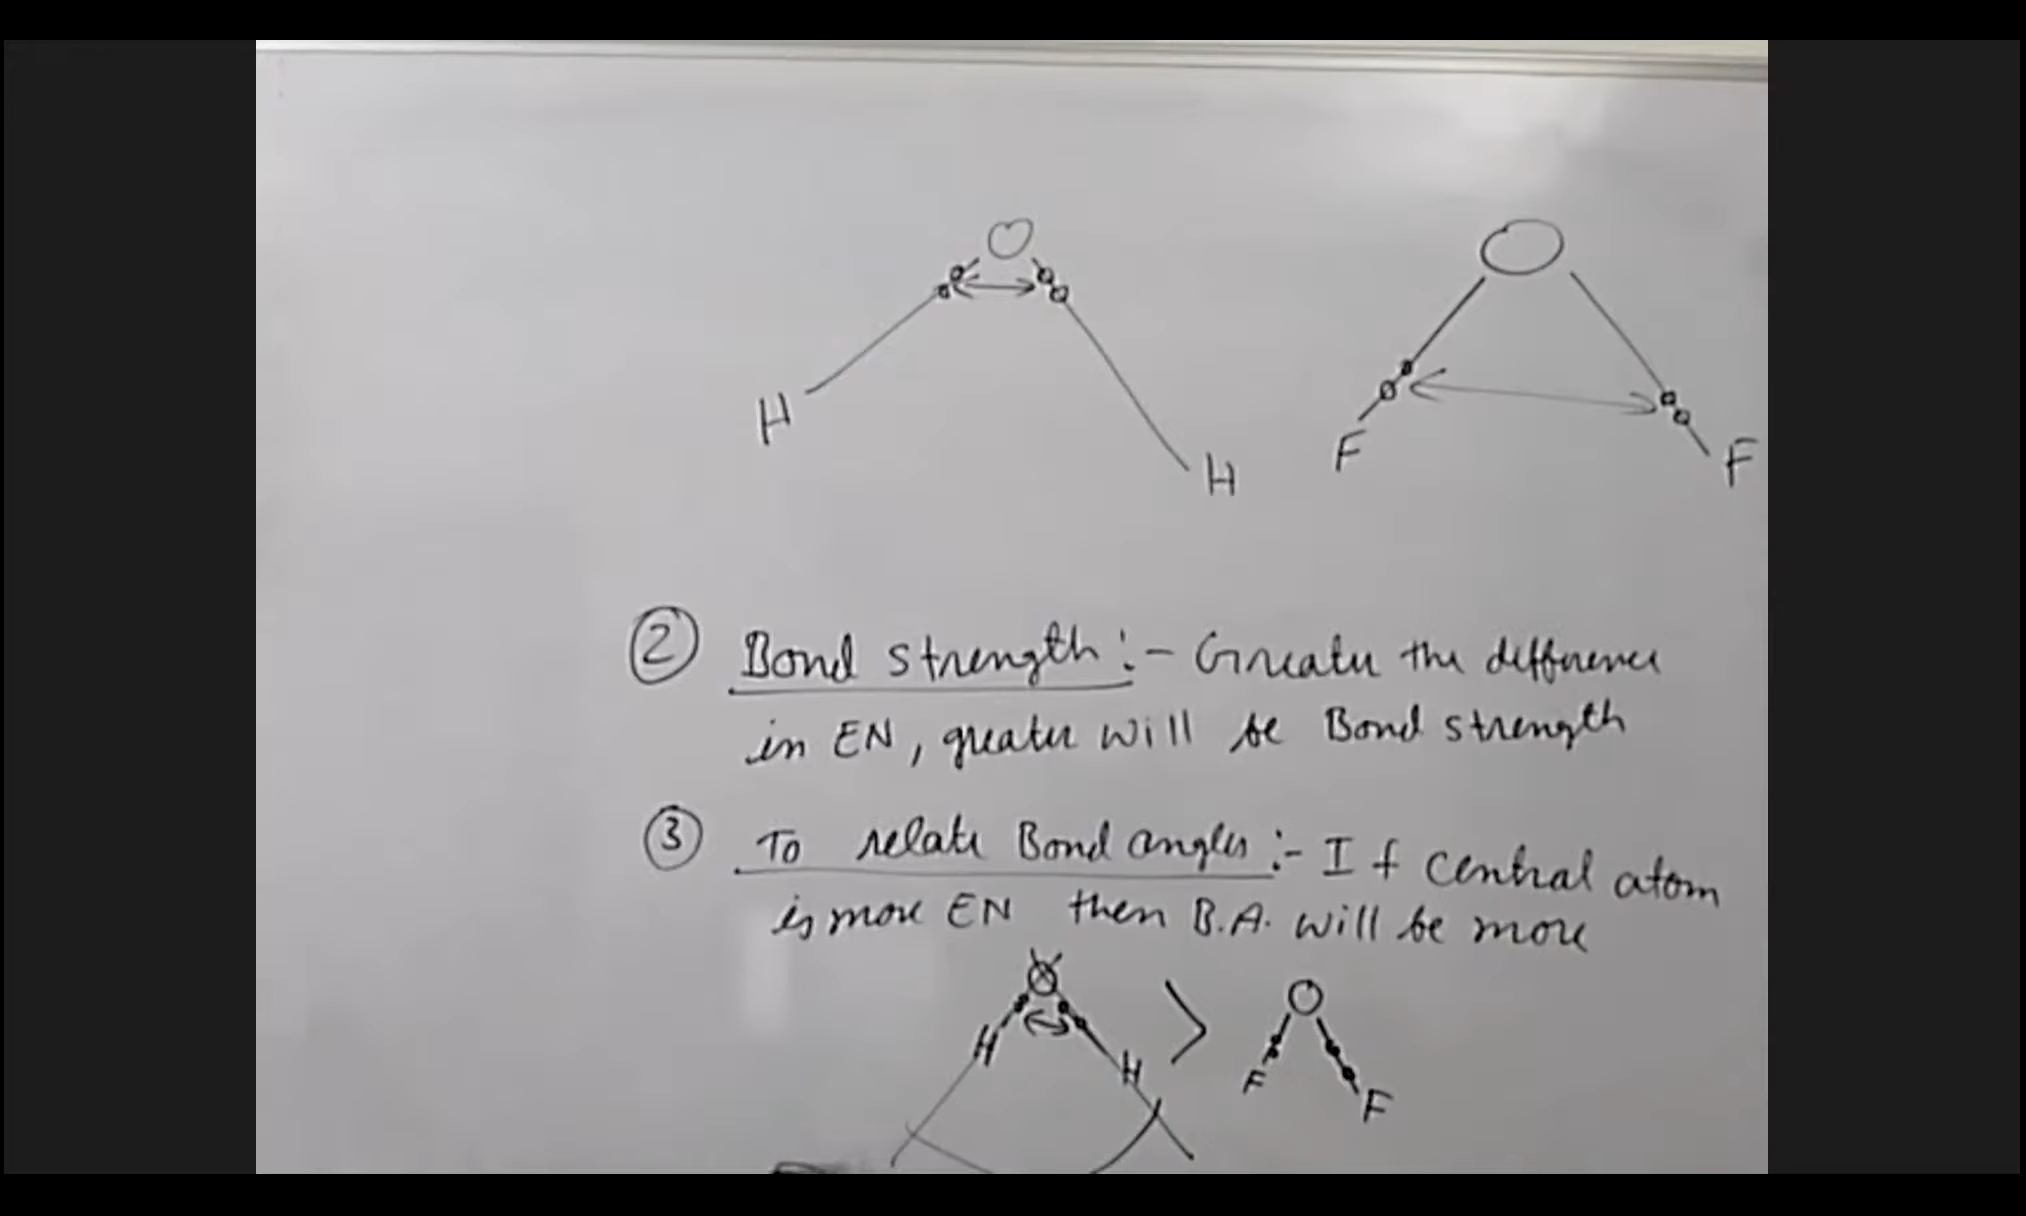 O O
H H F F
② Bond strength :- Greater the difference
in EN, greater will be Bond strength
③ To relate Bond angles :- If central atom
is more EN then B.A. will be more
O > O
H H F F